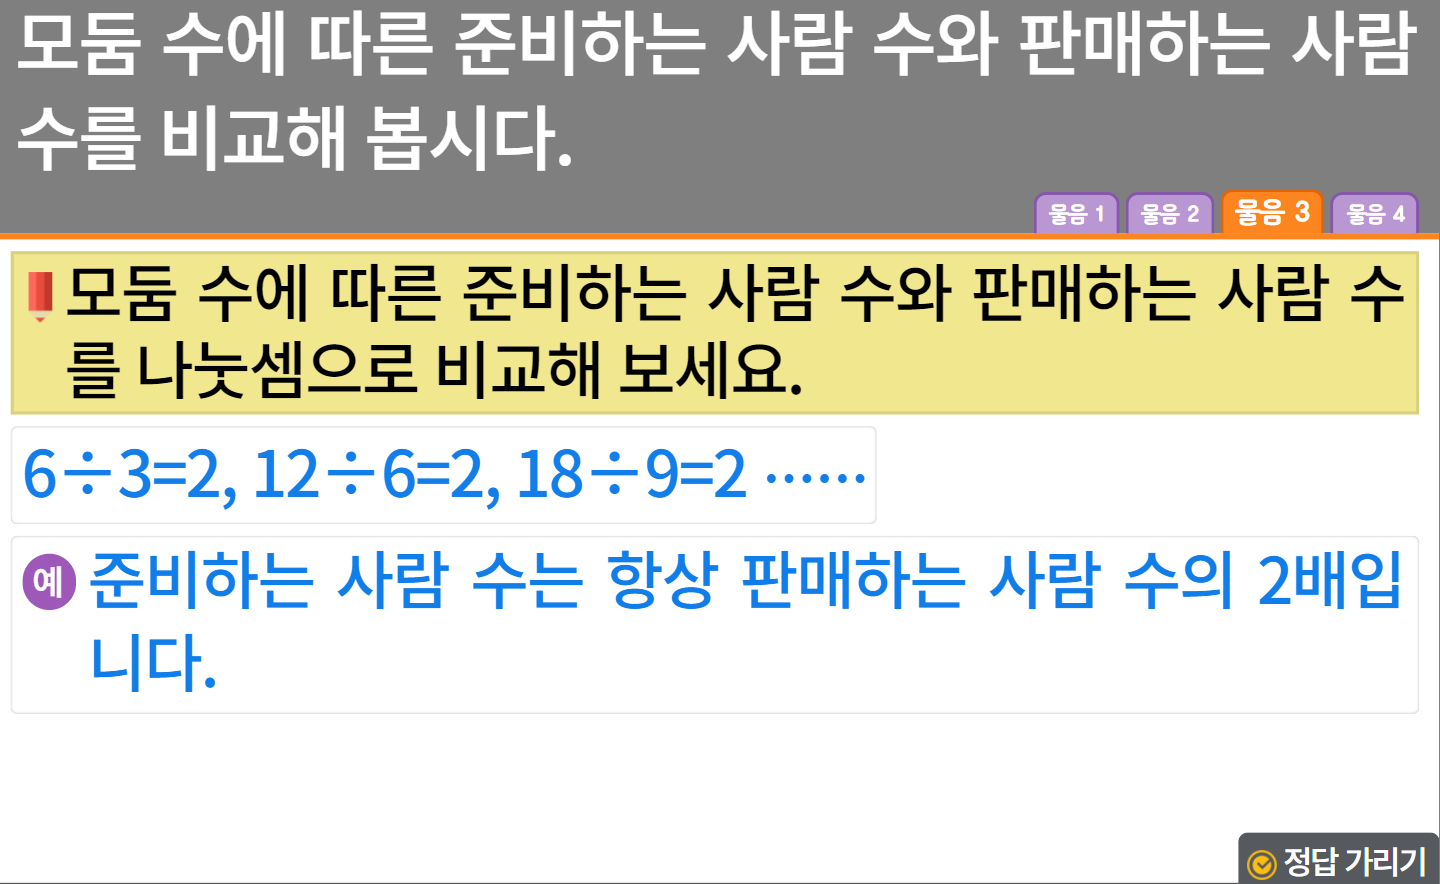 모둠 수에 따른 준비하는 사람 수와 판매하는 사람
수를 비교해 봅시다.
물음 1 물음 2 물음 3 물음 4
모둠 수에 따른 준비하는 사람 수와 판매하는 사람 수
를 나눗셈으로 비교해 보세요.
6÷3=2, 12÷6=2, 18÷9=2 ······
예 준비하는 사람 수는 항상 판매하는 사람 수의 2배입
니다.
정답 가리기